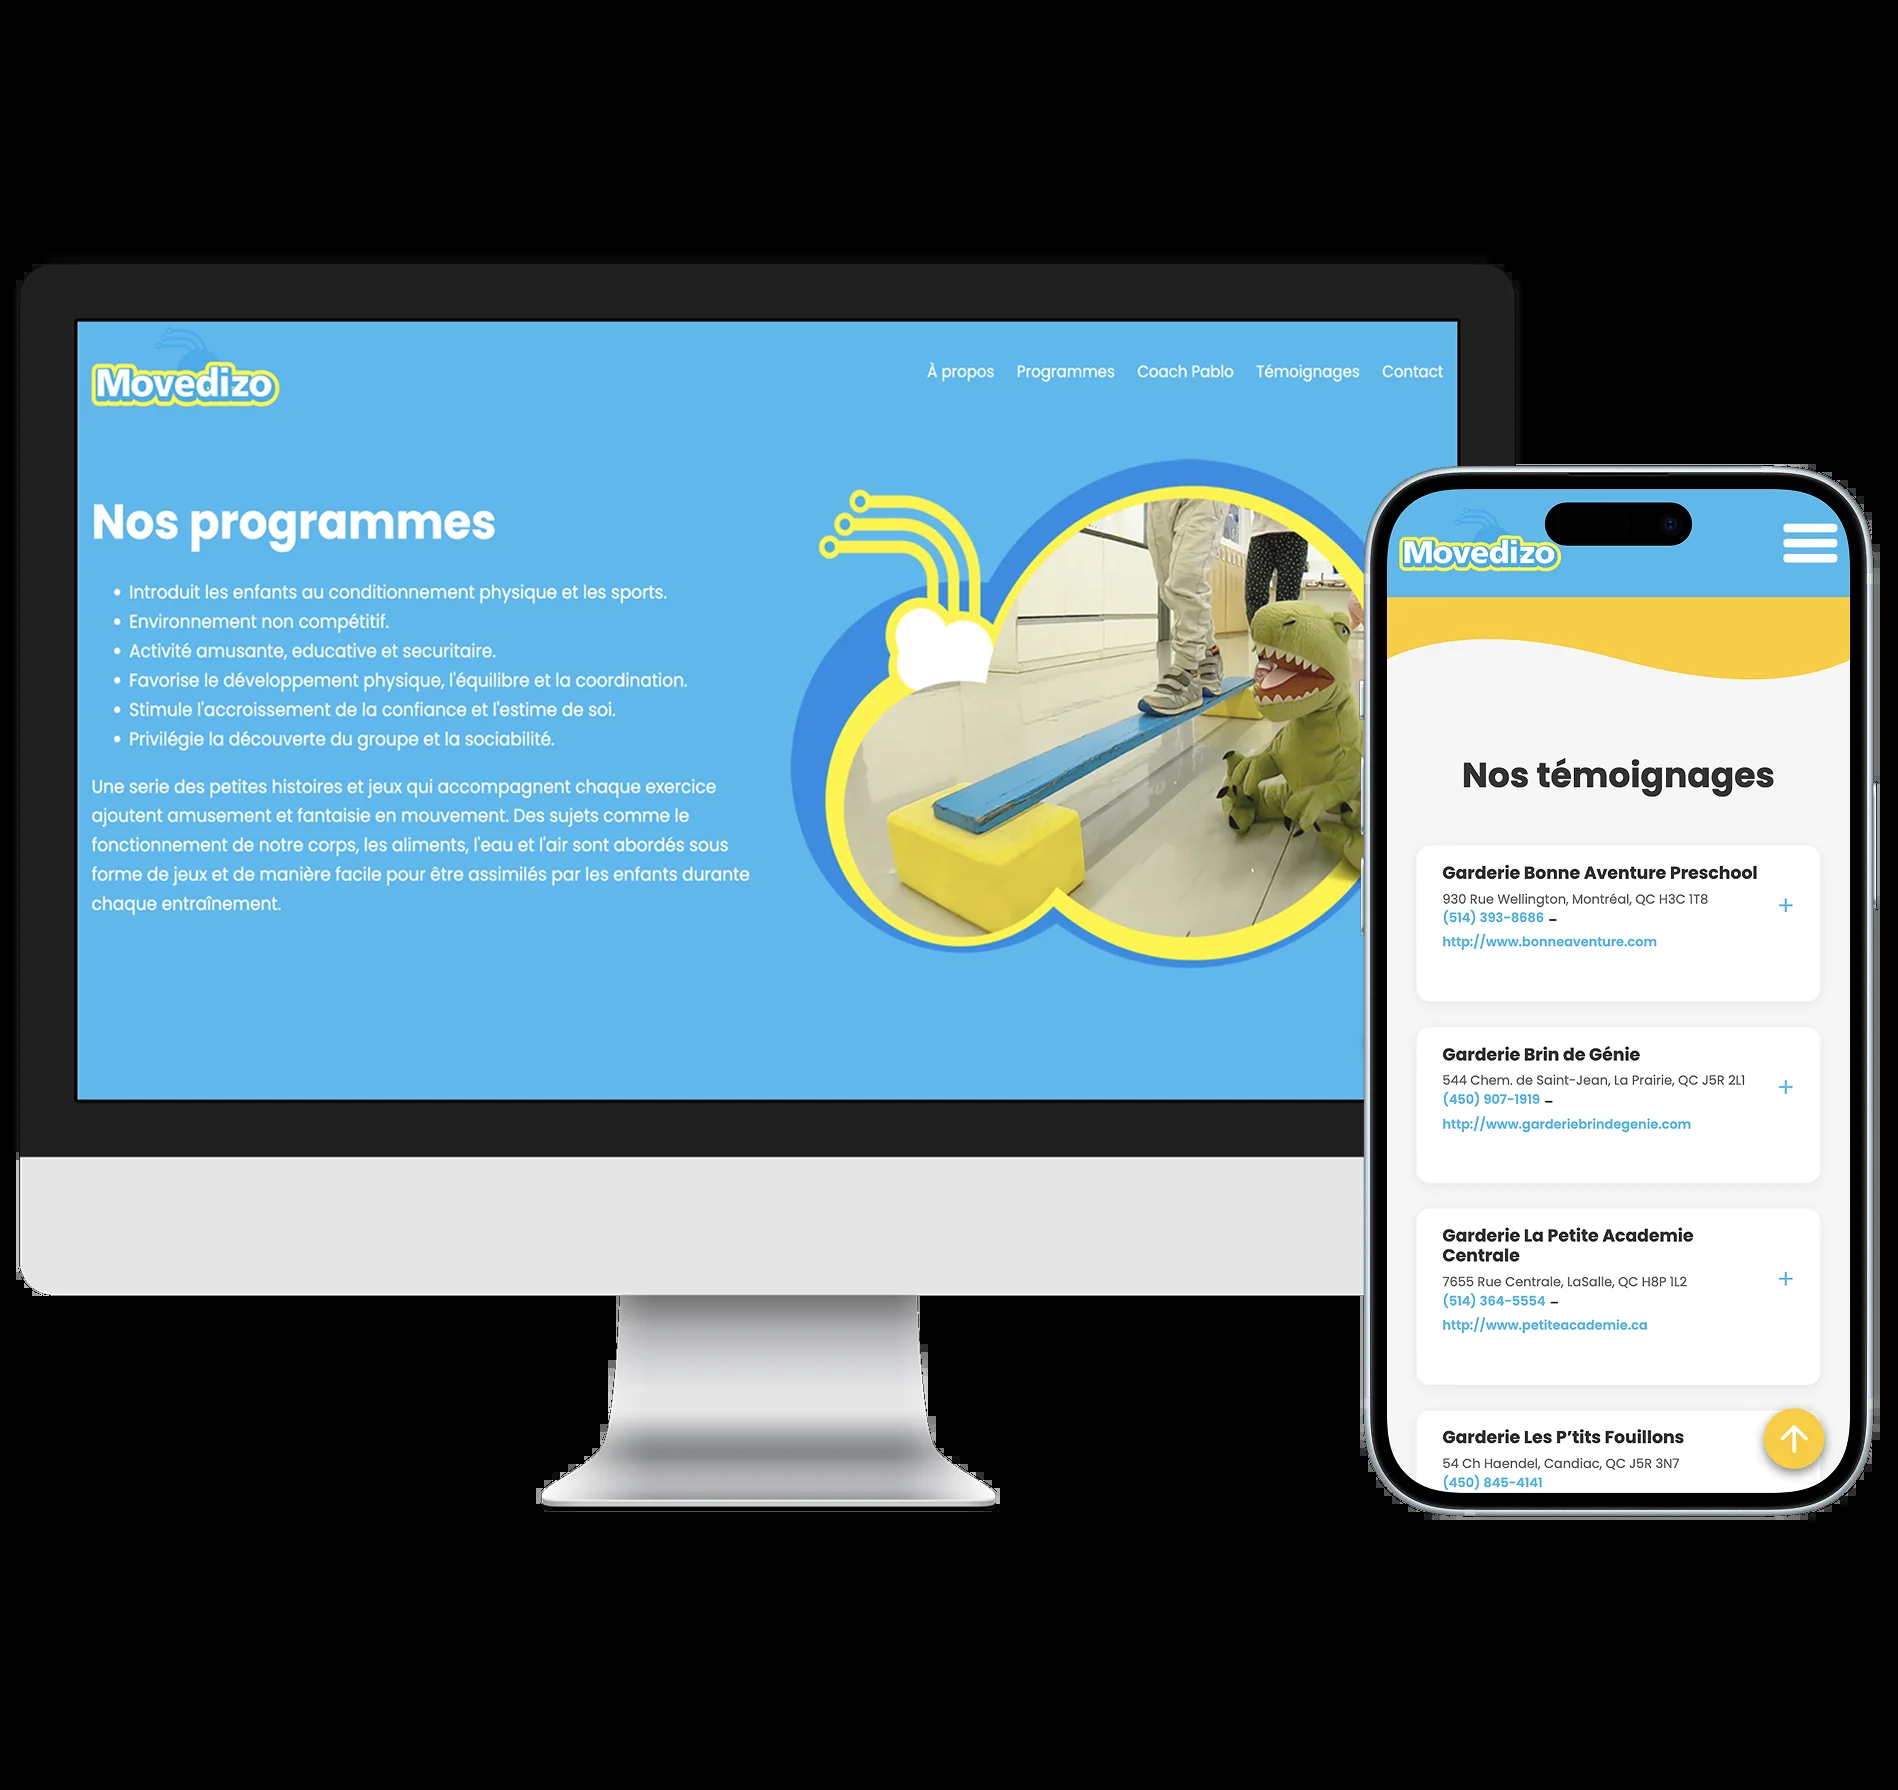 Movedizo
À propos Programmes Coach Pablo Témoignages Contact
Nos programmes
• Introduit les enfants au conditionnement physique et les sports.
• Environnement non compétitif.
• Activité amusante, educative et securitaire.
• Favorise le développement physique, l'équilibre et la coordination.
• Stimule l'accroissement de la confiance et l'estime de soi.
• Privilégie la découverte du groupe et la sociabilité.
Une serie des petites histoires et jeux qui accompagnent chaque exercice
ajoutent amusement et fantaisie en mouvement. Des sujets comme le
fonctionnement de notre corps, les aliments, l'eau et l'air sont abordés sous
forme de jeux et de manière facile pour être assimilés par les enfants durante
chaque entraînement.
Movedizo
Nos témoignages
Garderie Bonne Aventure Preschool
930 Rue Wellington, Montréal, QC H3C 1T8
(514) 393-8686 –
http://www.bonneaventure.com
Garderie Brin de Génie
544 Chem. de Saint-Jean, La Prairie, QC J5R 2L1
(450) 907-1919 –
http://www.garderiebrindegenie.com
Garderie La Petite Academie
Centrale
7655 Rue Centrale, LaSalle, QC H8P 1L2
(514) 364-5554 –
http://www.petiteacademie.ca
Garderie Les P’tits Fouillons
54 Ch Haendel, Candiac, QC J5R 3N7
(450) 845-4141